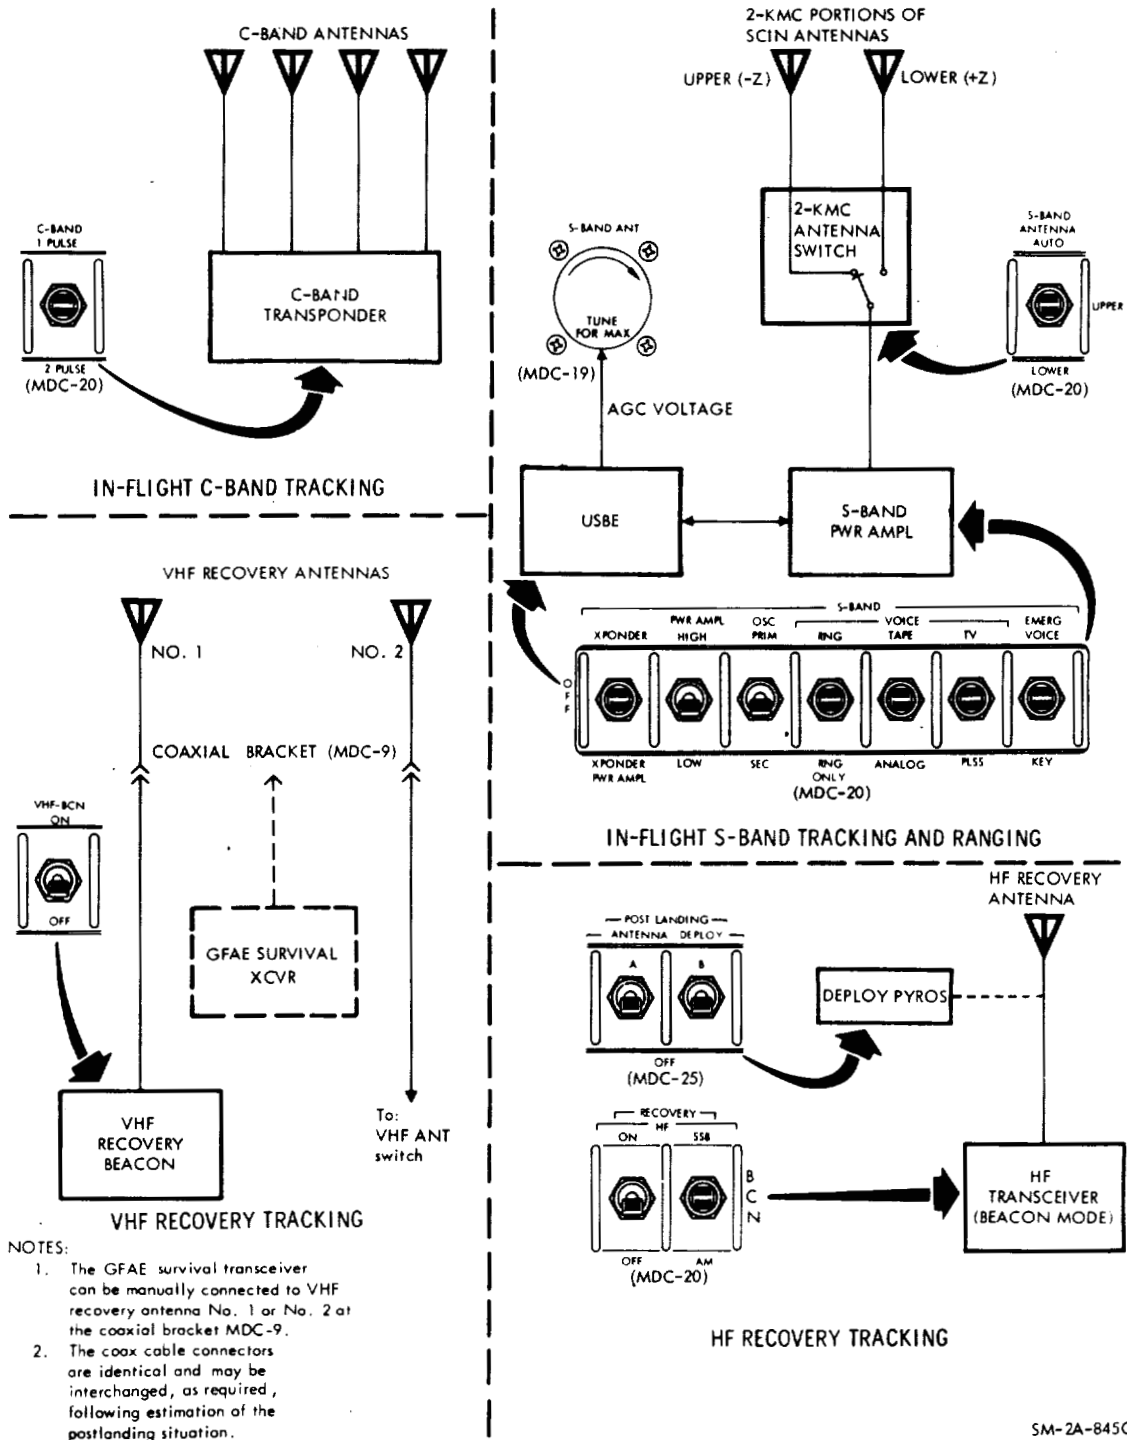 C-BAND ANTENNAS
C-BAND
1 PULSE
2 PULSE
(MDC-20)
C-BAND
TRANSPONDER
IN-FLIGHT C-BAND TRACKING
2-KMC PORTIONS OF
SCIN ANTENNAS
UPPER (-Z)
LOWER (+Z)
2-KMC
ANTENNA
SWITCH
S-BAND
ANTENNA
AUTO
UPPER
LOWER
(MDC-20)
S-BAND ANT
TUNE
FOR MAX
(MDC-19)
AGC VOLTAGE
USBE
S-BAND
PWR AMPL
S-BAND
PWR AMPL OSC VOICE EMERG
XPONDER HIGH PRIM RNG TAPE TV VOICE
OFF
XPONDER LOW SEC RNG ANALOG PLSS KEY
PWR AMPL ONLY
(MDC-20)
IN-FLIGHT S-BAND TRACKING AND RANGING
VHF RECOVERY ANTENNAS
NO. 1
NO. 2
COAXIAL BRACKET (MDC-9)
VHF-BCN
ON
OFF
GFAE SURVIVAL
XCVR
VHF
RECOVERY
BEACON
To:
VHF ANT
switch
VHF RECOVERY TRACKING
HF RECOVERY
ANTENNA
POST LANDING
ANTENNA DEPLOY
A B
OFF
(MDC-25)
DEPLOY PYROS
RECOVERY
HF
ON SSB
BCN
OFF AM
(MDC-20)
HF
TRANSCEIVER
(BEACON MODE)
HF RECOVERY TRACKING
NOTES:
1. The GFAE survival transceiver
can be manually connected to VHF
recovery antenna No. 1 or No. 2 at
the coaxial bracket MDC-9.
2. The coax cable connectors
are identical and may be
interchanged, as required,
following estimation of the
postlanding situation.
SM-2A-845C